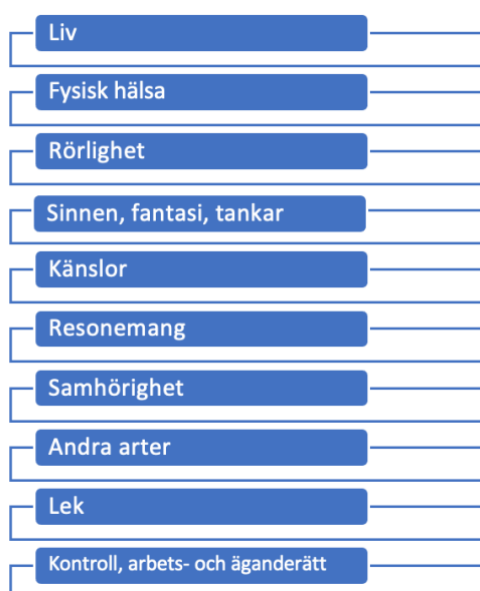 Liv
Fysisk hälsa
Rörlighet
Sinnen, fantasi, tankar
Känslor
Resonemang
Samhörighet
Andra arter
Lek
Kontroll, arbets- och äganderätt